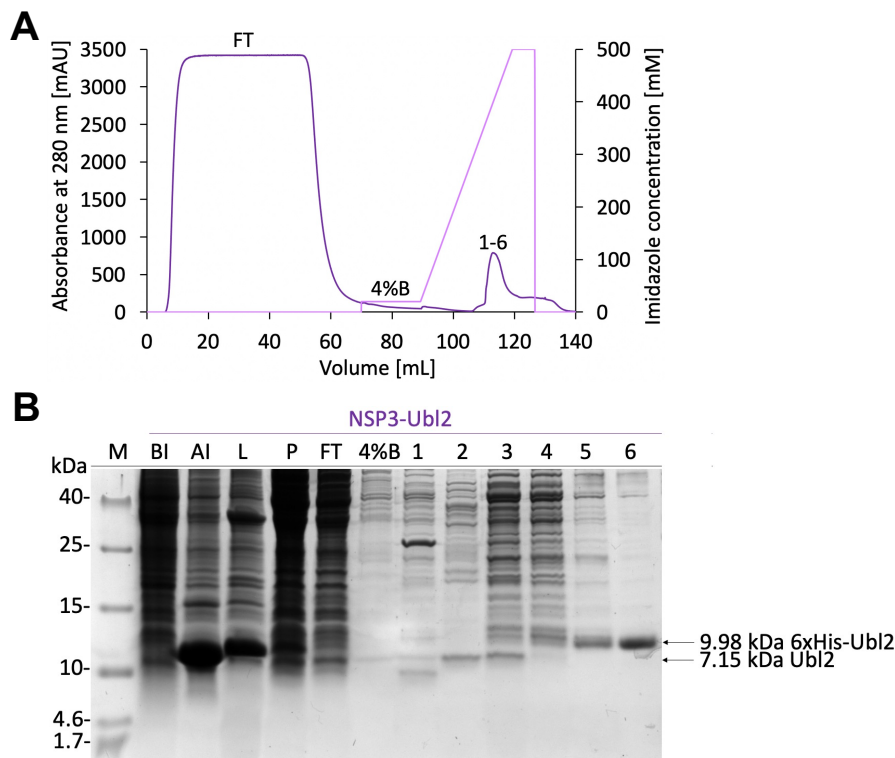 A
FT
3500
3000
2500
2000
1500
1000
500
0
Absorbance at 280 nm [mAU]
500
400
300
200
100
0
Imidazole concentration [mM]
4%B
1-6
0 20 40 60 80 100 120 140
Volume [mL]
B
NSP3-Ubl2
M BI AI L P FT 4%B 1 2 3 4 5 6
kDa
40-
25-
15-
10-
4.6-
1.7-
9.98 kDa 6xHis-Ubl2
7.15 kDa Ubl2